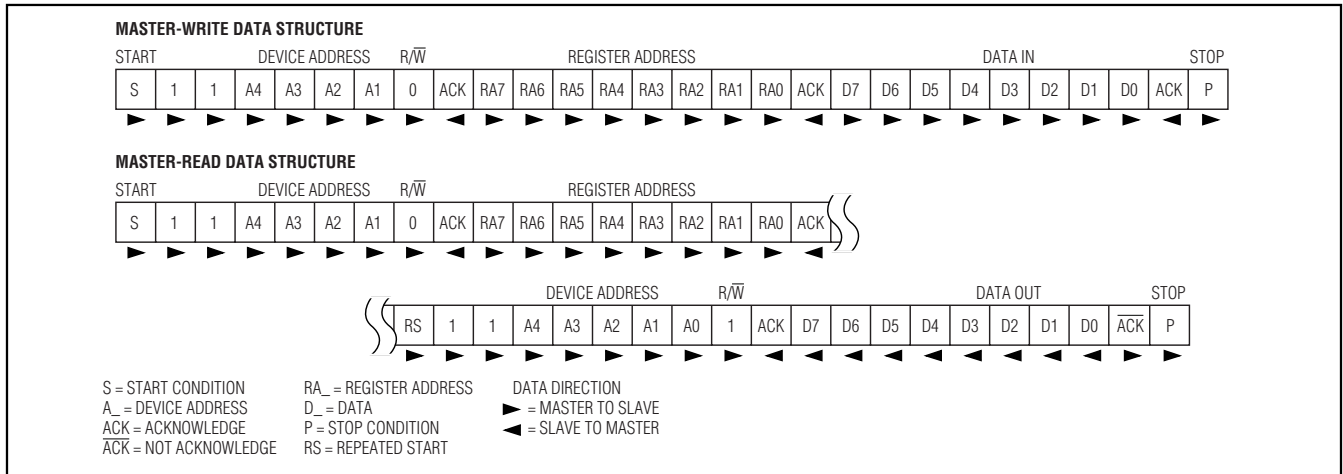 MASTER-WRITE DATA STRUCTURE
START DEVICE ADDRESS R/W̅ REGISTER ADDRESS DATA IN STOP
S 1 1 A4 A3 A2 A1 0 ACK RA7 RA6 RA5 RA4 RA3 RA2 RA1 RA0 ACK D7 D6 D5 D4 D3 D2 D1 D0 ACK P
MASTER-READ DATA STRUCTURE
START DEVICE ADDRESS R/W̅ REGISTER ADDRESS
S 1 1 A4 A3 A2 A1 0 ACK RA7 RA6 RA5 RA4 RA3 RA2 RA1 RA0 ACK
DEVICE ADDRESS R/W̅ DATA OUT STOP
RS 1 1 A4 A3 A2 A1 A0 1 ACK D7 D6 D5 D4 D3 D2 D1 D0 A̅C̅K̅ P
S = START CONDITION RA_ = REGISTER ADDRESS DATA DIRECTION
A_ = DEVICE ADDRESS D_ = DATA ► = MASTER TO SLAVE
ACK = ACKNOWLEDGE P = STOP CONDITION ◄ = SLAVE TO MASTER
A̅C̅K̅ = NOT ACKNOWLEDGE RS = REPEATED START